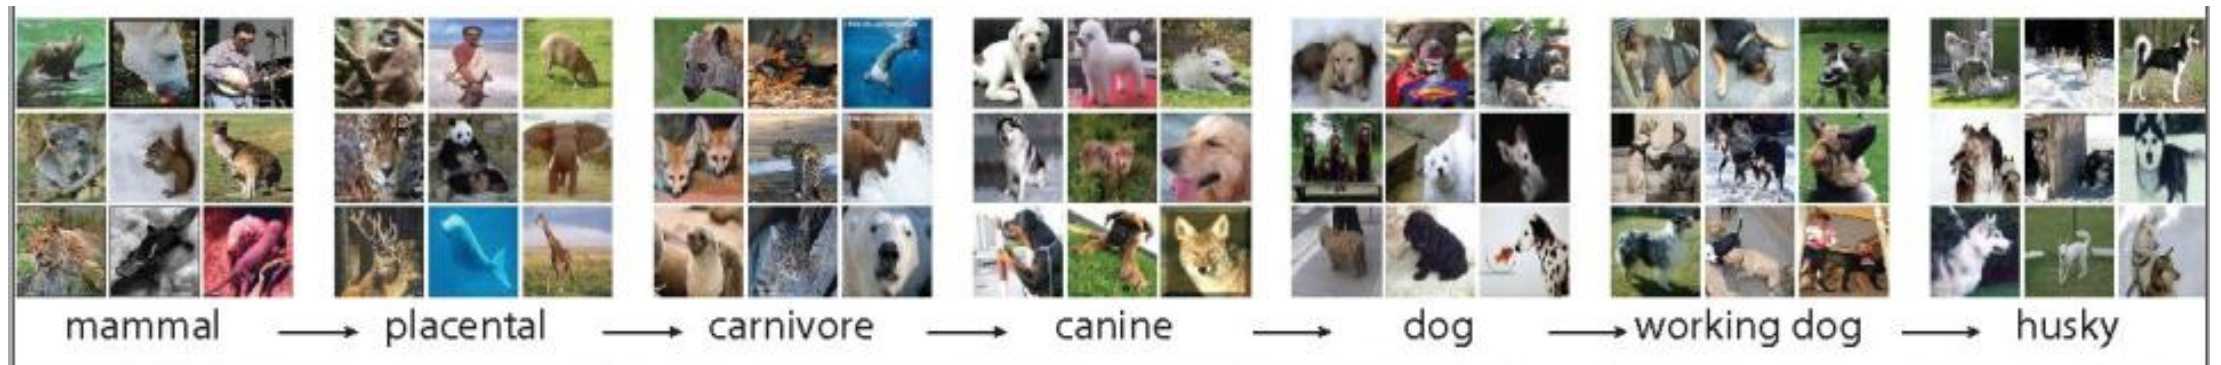 mammal → placental → carnivore → canine → dog → working dog → husky